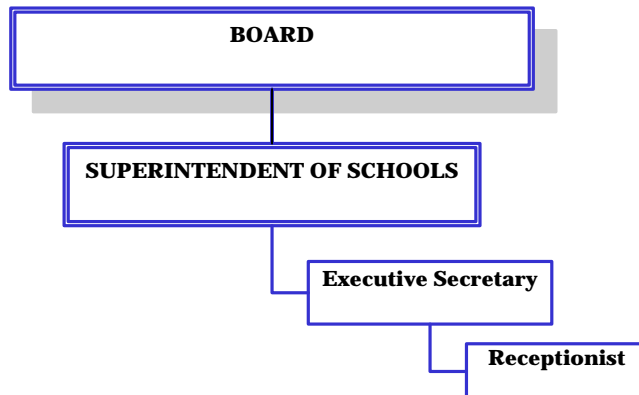 BOARD
SUPERINTENDENT OF SCHOOLS
Executive Secretary
Receptionist